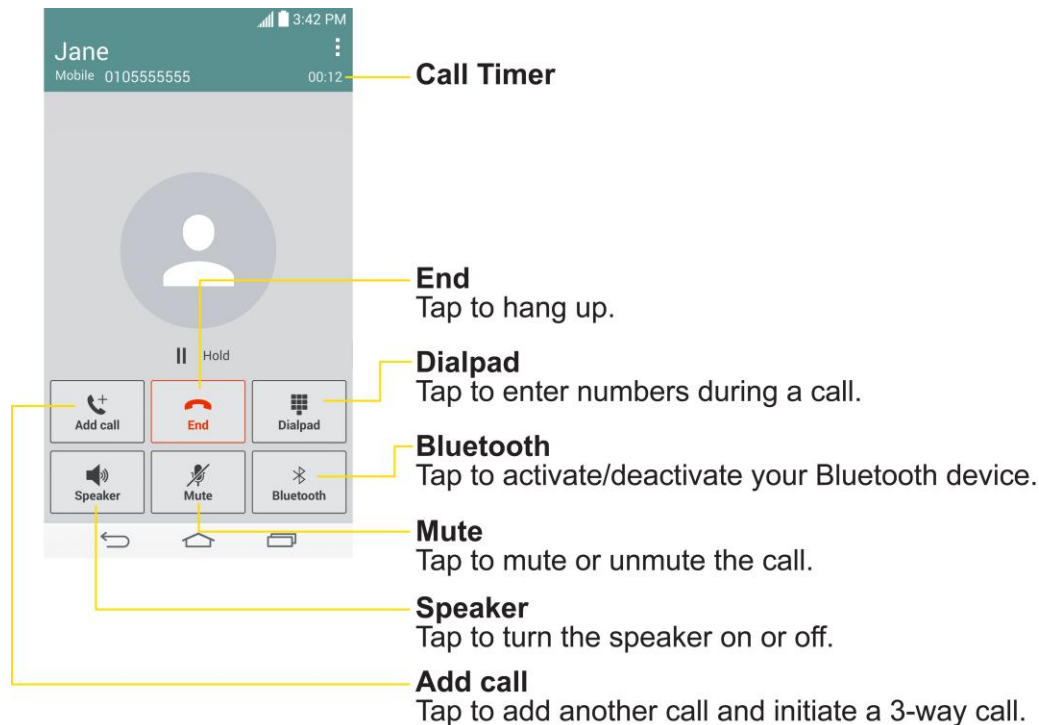 3:42 PM
Jane
Mobile 0105555555 00:12
Call Timer
End
Tap to hang up.
Hold
Dialpad
Tap to enter numbers during a call.
Add call End Dialpad
Bluetooth
Tap to activate/deactivate your Bluetooth device.
Speaker Mute Bluetooth
Mute
Tap to mute or unmute the call.
Speaker
Tap to turn the speaker on or off.
Add call
Tap to add another call and initiate a 3-way call.